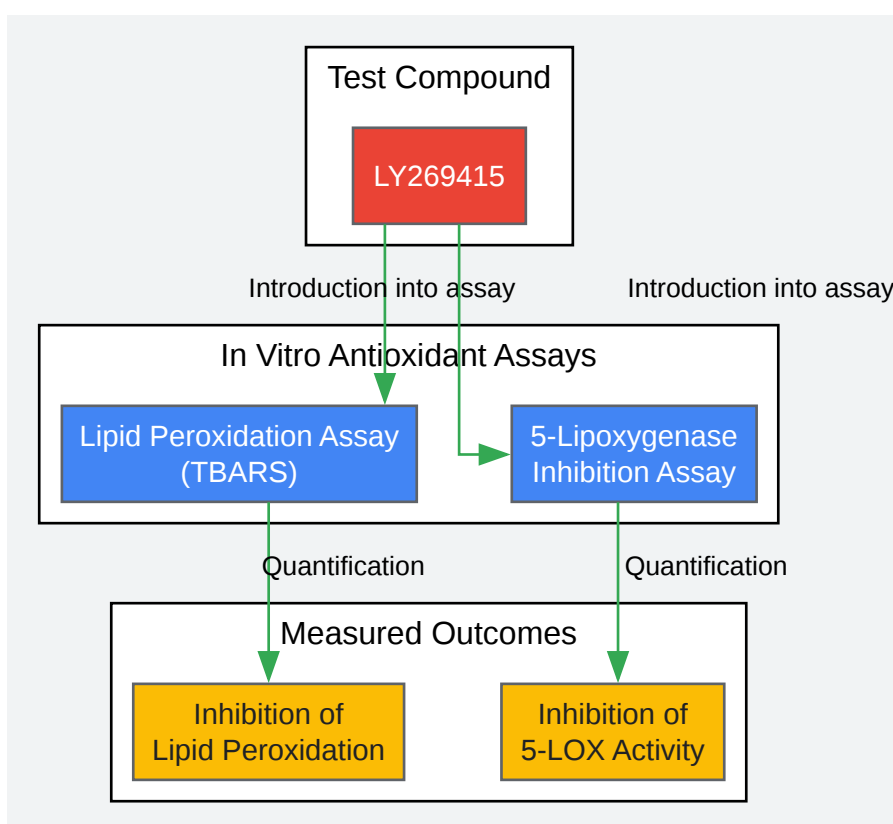 Test Compound
LY269415
Introduction into assay
Introduction into assay
In Vitro Antioxidant Assays
Lipid Peroxidation Assay
(TBARS)
5-Lipoxygenase
Inhibition Assay
Quantification
Quantification
Measured Outcomes
Inhibition of
Lipid Peroxidation
Inhibition of
5-LOX Activity